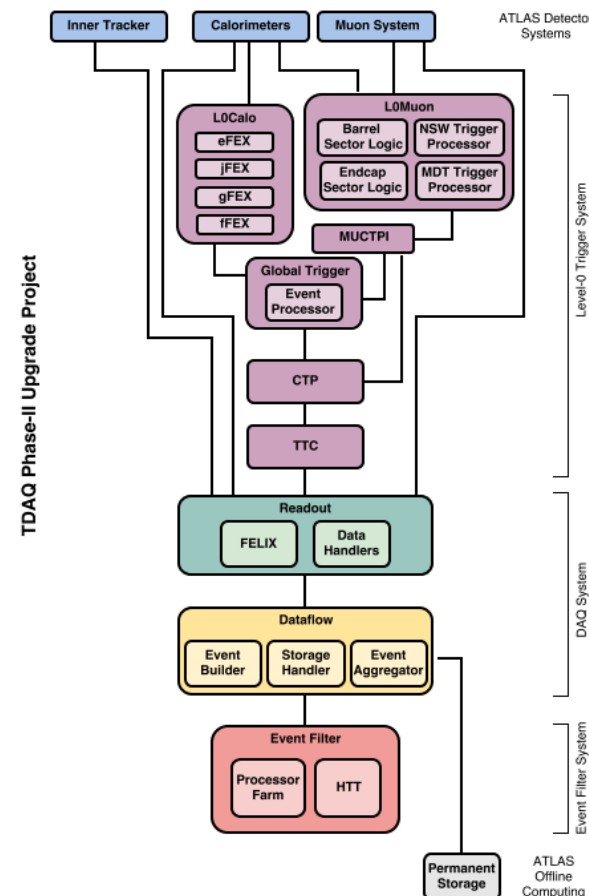 Inner Tracker
Calorimeters
Muon System
ATLAS Detecto
Systems
L0Calo
eFEX
jFEX
gFEX
fFEX
L0Muon
Barrel
Sector Logic
NSW Trigger
Processor
Endcap
Sector Logic
MDT Trigger
Processor
MUCTPI
Global Trigger
Event
Processor
CTP
TTC
Level-0 Trigger System
TDAQ Phase-II Upgrade Project
Readout
FELIX
Data
Handlers
Dataflow
Event
Builder
Storage
Handler
Event
Aggregator
DAQ System
Event Filter
Processor
Farm
HTT
Event Filter System
Permanent
Storage
ATLAS
Offline
Computing